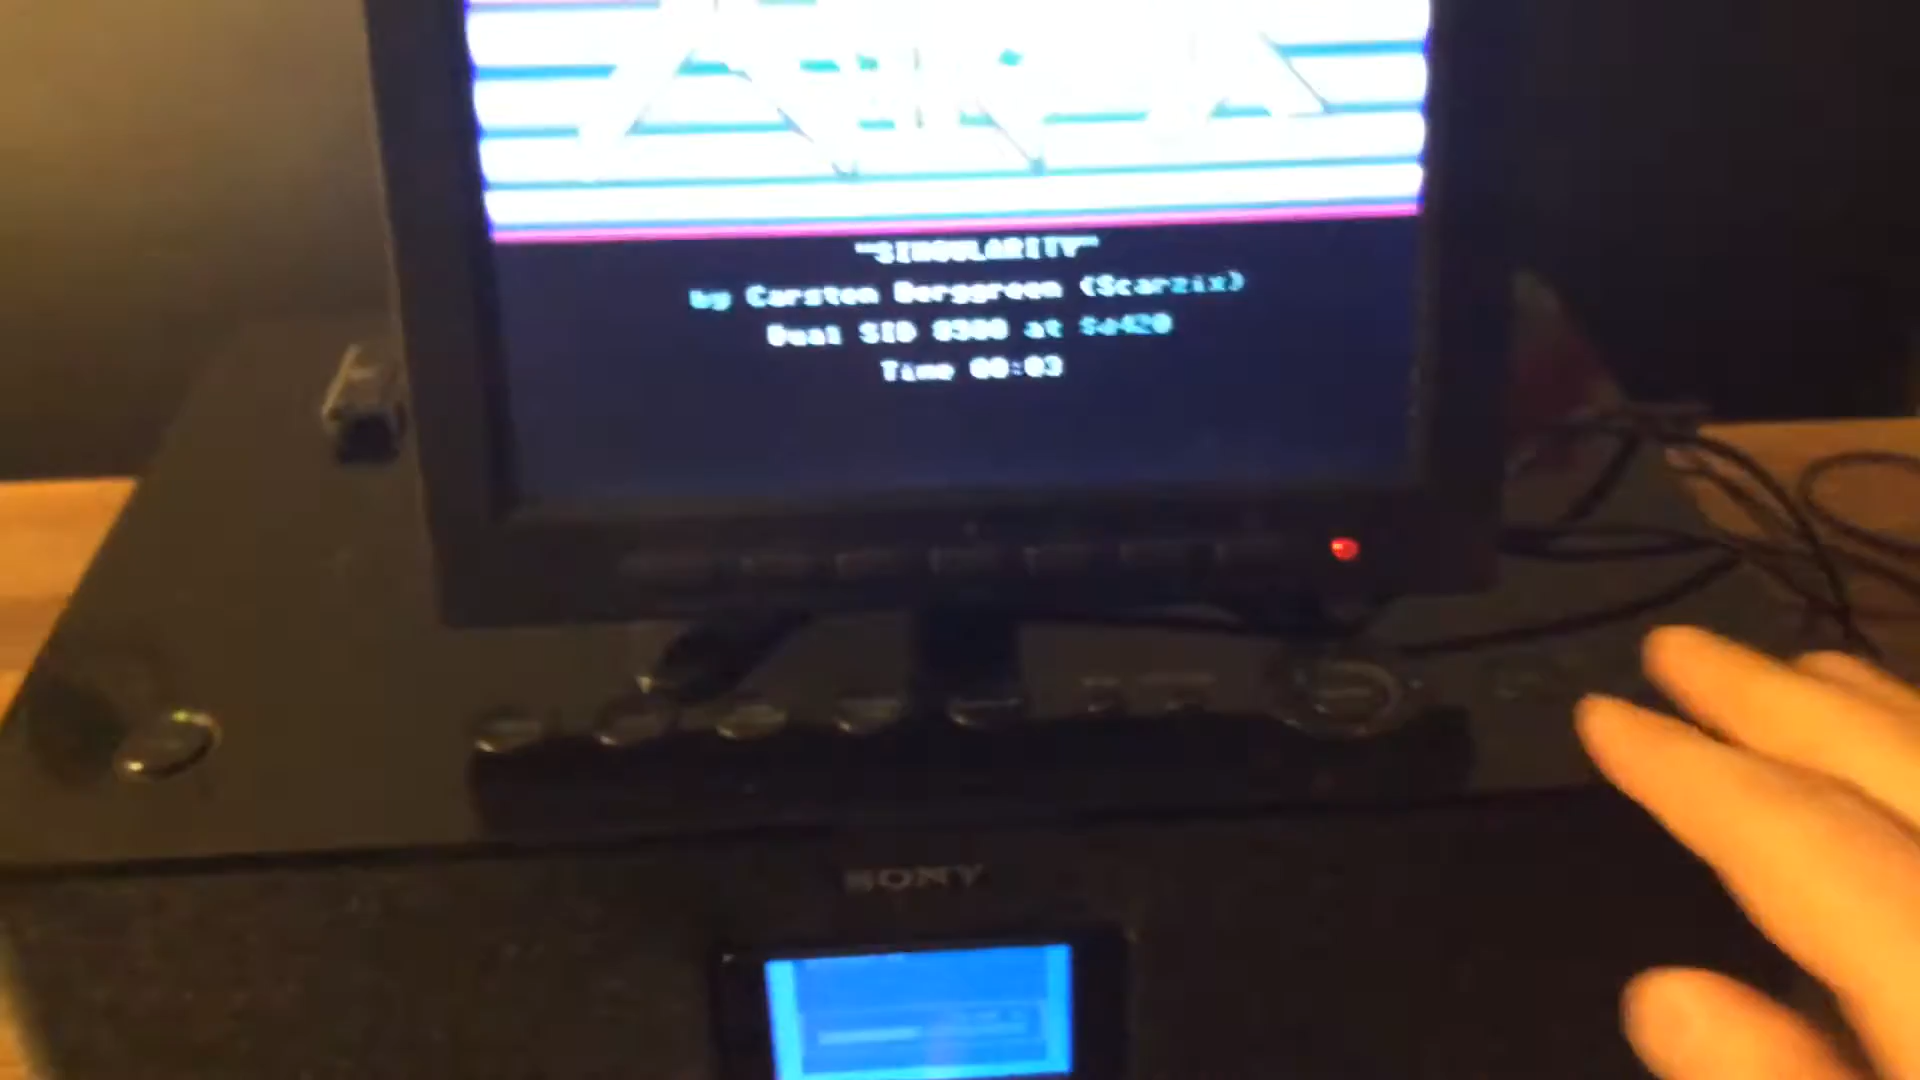 "SINGULARITY"
by Carsten Berggreen (Scarzix)
Dual SID 8580 at $d420
Time 00:03
SONY